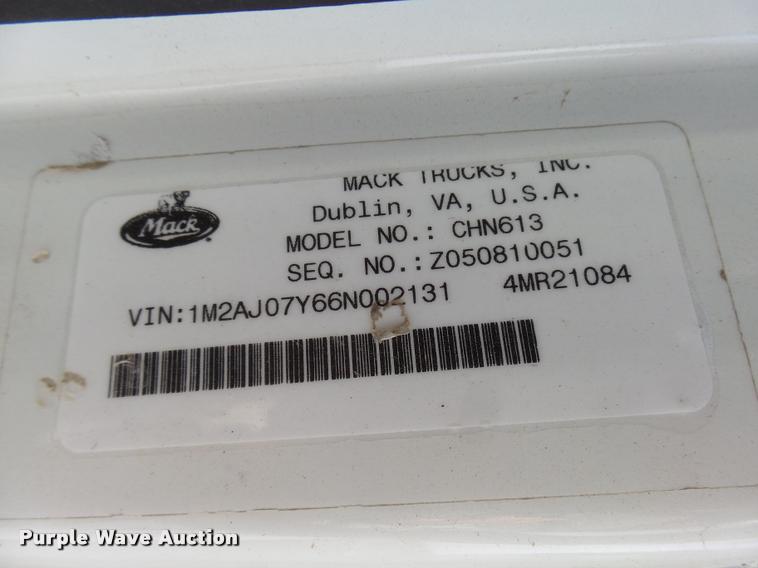 MACK TRUCKS, INC.
Dublin, VA, U.S.A.
Mack
MODEL NO.: CHN613
SEQ. NO.:Z050810051
VIN:1M2AJ07Y66N002131 4MR21084
Purple Wave Auction